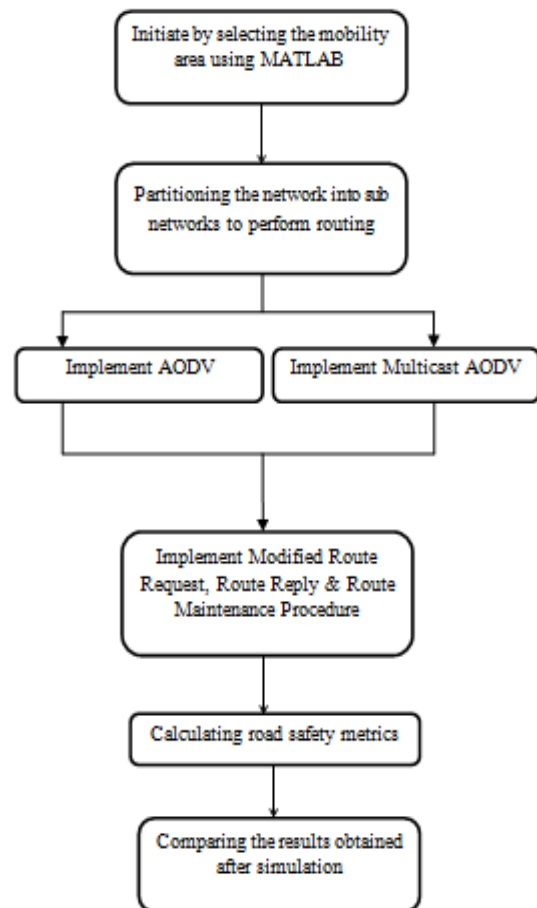 Initiate by selecting the mobility
area using MATLAB
Partitioning the network into sub
networks to perform routing
Implement AODV
Implement Multicast AODV
Implement Modified Route
Request, Route Reply & Route
Maintenance Procedure
Calculating road safety metrics
Comparing the results obtained
after simulation